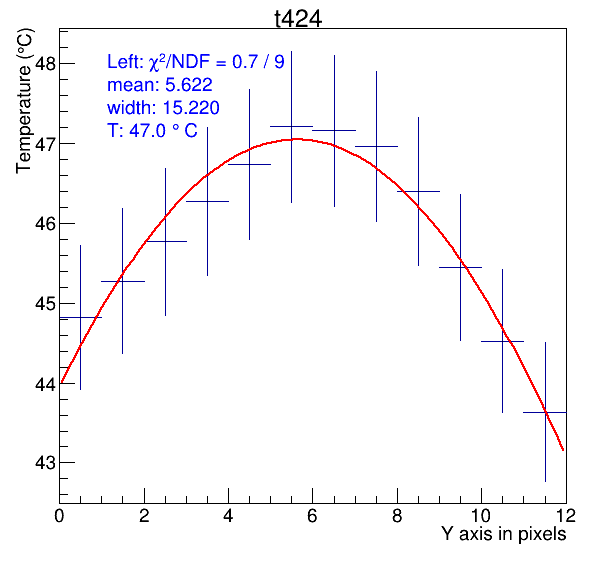 t424
Temperature (°C)
Left: χ²/NDF = 0.7 / 9
mean: 5.622
width: 15.220
T: 47.0 ° C
48
47
46
45
44
43
0 2 4 6 8 10 12
Y axis in pixels